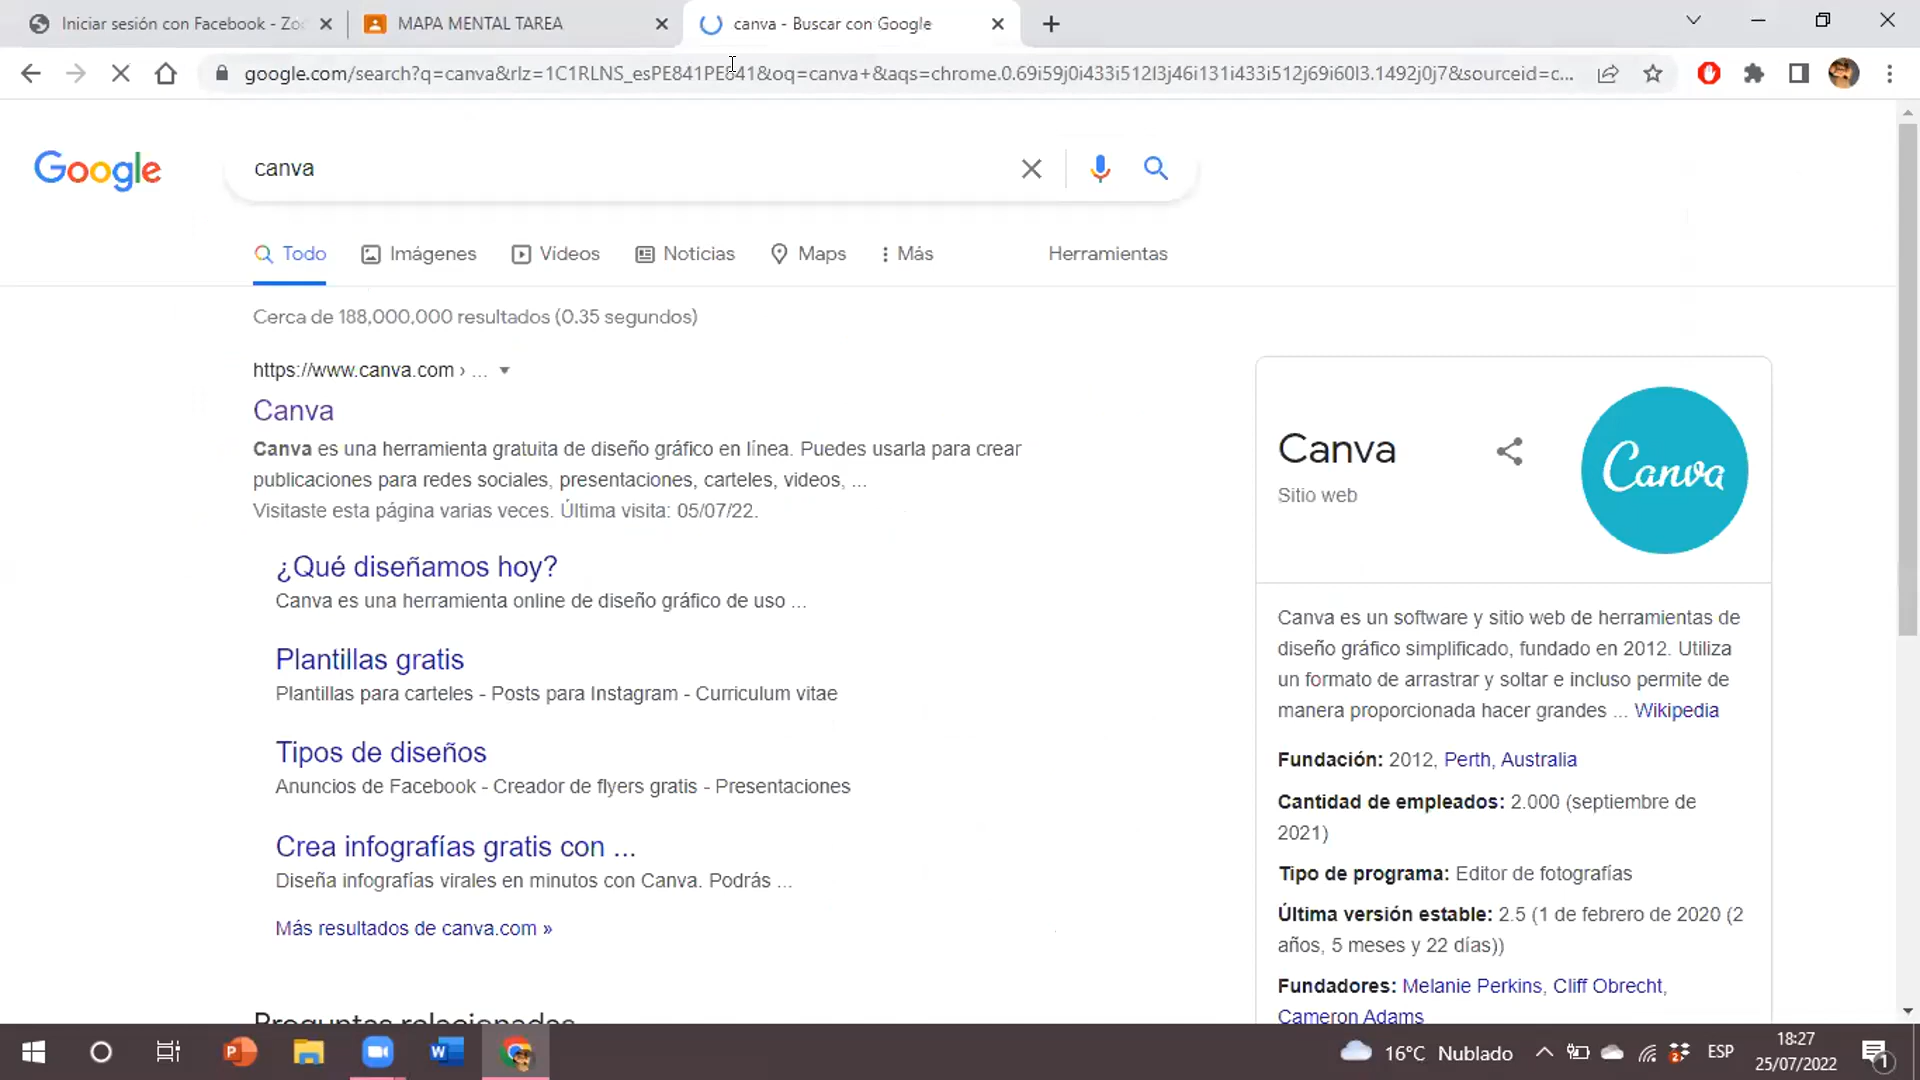 Iniciar sesión con Facebook - Zoo
MAPA MENTAL TAREA
canva - Buscar con Google
google.com/search?q=canva&rlz=1C1RLNS_esPE841PE841&oq=canva+&aqs=chrome.0.69i59j0i433i512l3j46i131i433i512j69i60l3.1492j0j7&sourceid=c...
Google
canva
Todo
Imágenes
Videos
Noticias
Maps
Más
Herramientas
Cerca de 188,000,000 resultados (0.35 segundos)
https://www.canva.com › ...
Canva
Canva es una herramienta gratuita de diseño gráfico en línea. Puedes usarla para crear
publicaciones para redes sociales, presentaciones, carteles, videos, ...
Visitaste esta página varias veces. Última visita: 05/07/22.
¿Qué diseñamos hoy?
Canva es una herramienta online de diseño gráfico de uso ...
Plantillas gratis
Plantillas para carteles - Posts para Instagram - Curriculum vitae
Tipos de diseños
Anuncios de Facebook - Creador de flyers gratis - Presentaciones
Crea infografías gratis con ...
Diseña infografías virales en minutos con Canva. Podrás ...
Más resultados de canva.com »
Preguntas relacionadas
Canva
Sitio web
Canva
Canva es un software y sitio web de herramientas de
diseño gráfico simplificado, fundado en 2012. Utiliza
un formato de arrastrar y soltar e incluso permite de
manera proporcionada hacer grandes ... Wikipedia
Fundación: 2012, Perth, Australia
Cantidad de empleados: 2.000 (septiembre de
2021)
Tipo de programa: Editor de fotografías
Última versión estable: 2.5 (1 de febrero de 2020 (2
años, 5 meses y 22 días))
Fundadores: Melanie Perkins, Cliff Obrecht,
Cameron Adams
16°C Nublado
ESP
18:27
25/07/2022
1